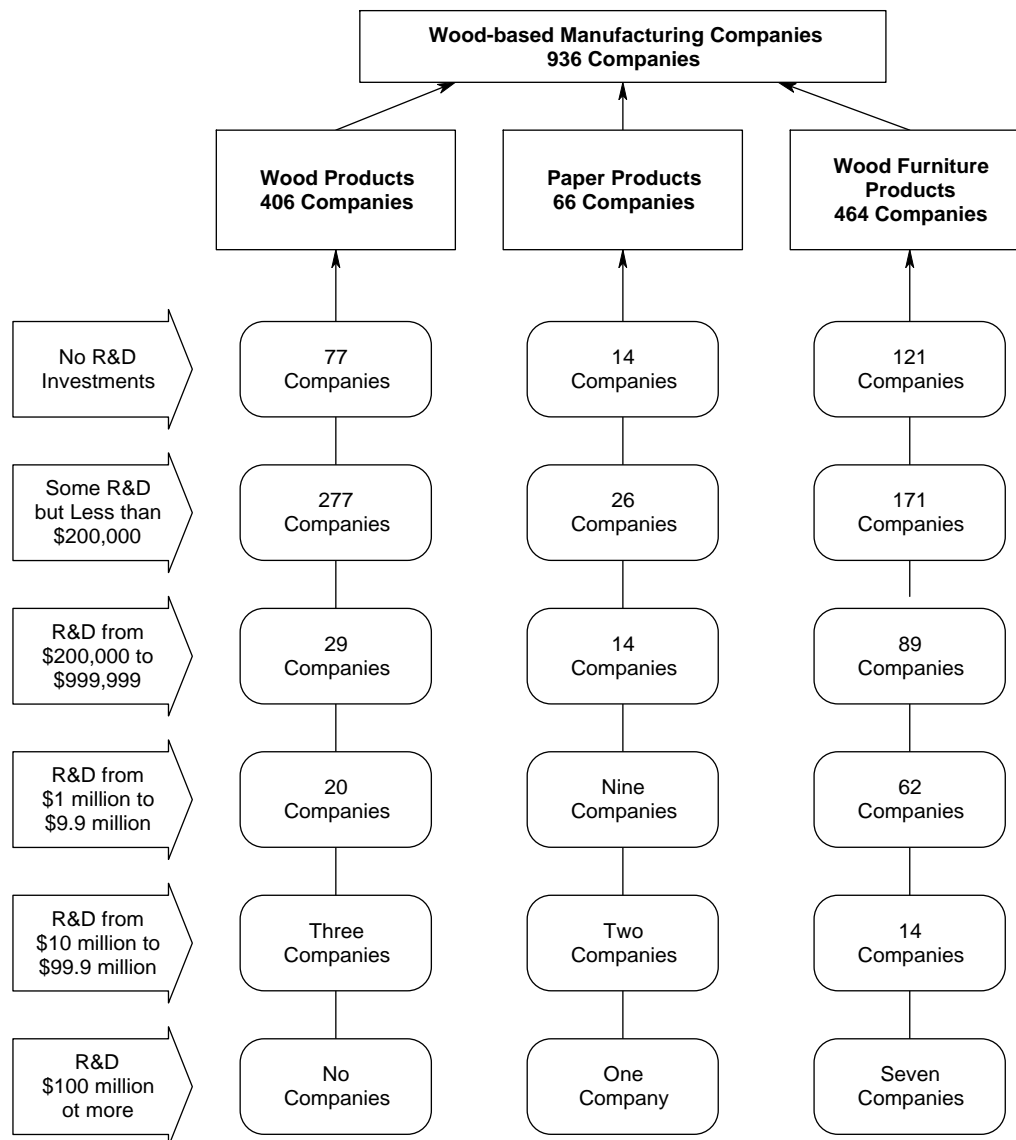 Wood-based Manufacturing Companies
936 Companies
Wood Products
406 Companies
Paper Products
66 Companies
Wood Furniture
Products
464 Companies
No R&D
Investments
77
Companies
14
Companies
121
Companies
Some R&D
but Less than
$200,000
277
Companies
26
Companies
171
Companies
R&D from
$200,000 to
$999,999
29
Companies
14
Companies
89
Companies
R&D from
$1 million to
$9.9 million
20
Companies
Nine
Companies
62
Companies
R&D from
$10 million to
$99.9 million
Three
Companies
Two
Companies
14
Companies
R&D
$100 million
ot more
No
Companies
One
Company
Seven
Companies